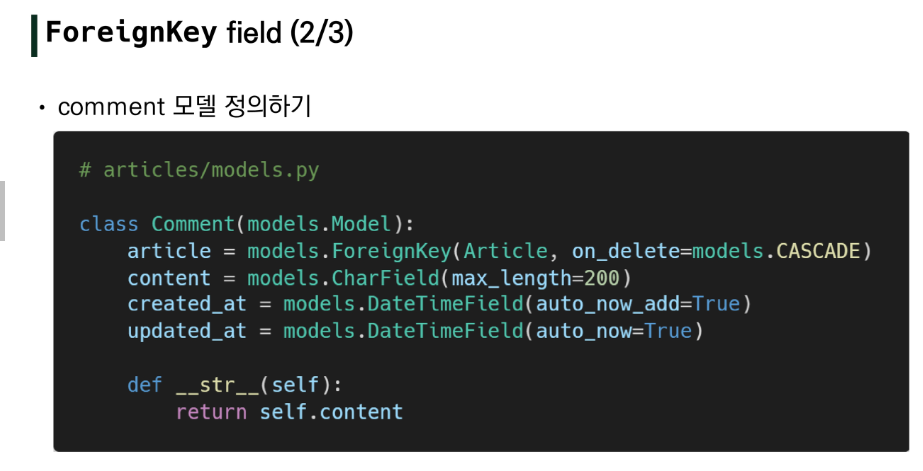 ForeignKey field (2/3)
• comment 모델 정의하기
# articles/models.py
class Comment(models.Model):
    article = models.ForeignKey(Article, on_delete=models.CASCADE)
    content = models.CharField(max_length=200)
    created_at = models.DateTimeField(auto_now_add=True)
    updated_at = models.DateTimeField(auto_now=True)
    def __str__(self):
        return self.content